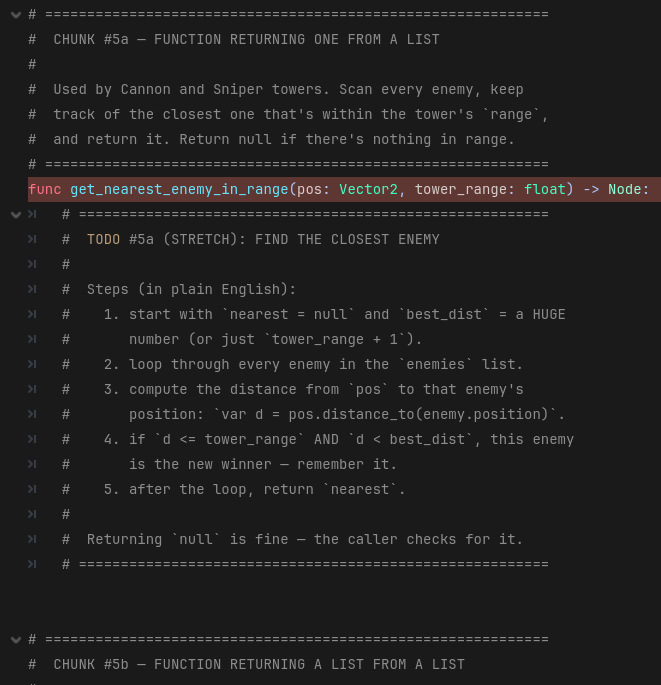 # ============================================================
#  CHUNK #5a — FUNCTION RETURNING ONE FROM A LIST
#
#  Used by Cannon and Sniper towers. Scan every enemy, keep
#  track of the closest one that's within the tower's `range`,
#  and return it. Return null if there's nothing in range.
# ============================================================
func get_nearest_enemy_in_range(pos: Vector2, tower_range: float) -> Node:
	# ========================================================
	#  TODO #5a (STRETCH): FIND THE CLOSEST ENEMY
	#
	#  Steps (in plain English):
	#    1. start with `nearest = null` and `best_dist` = a HUGE
	#       number (or just `tower_range + 1`).
	#    2. loop through every enemy in the `enemies` list.
	#    3. compute the distance from `pos` to that enemy's
	#       position: `var d = pos.distance_to(enemy.position)`.
	#    4. if `d <= tower_range` AND `d < best_dist`, this enemy
	#       is the new winner — remember it.
	#    5. after the loop, return `nearest`.
	#
	#  Returning `null` is fine — the caller checks for it.
	# ========================================================
# ============================================================
#  CHUNK #5b — FUNCTION RETURNING A LIST FROM A LIST